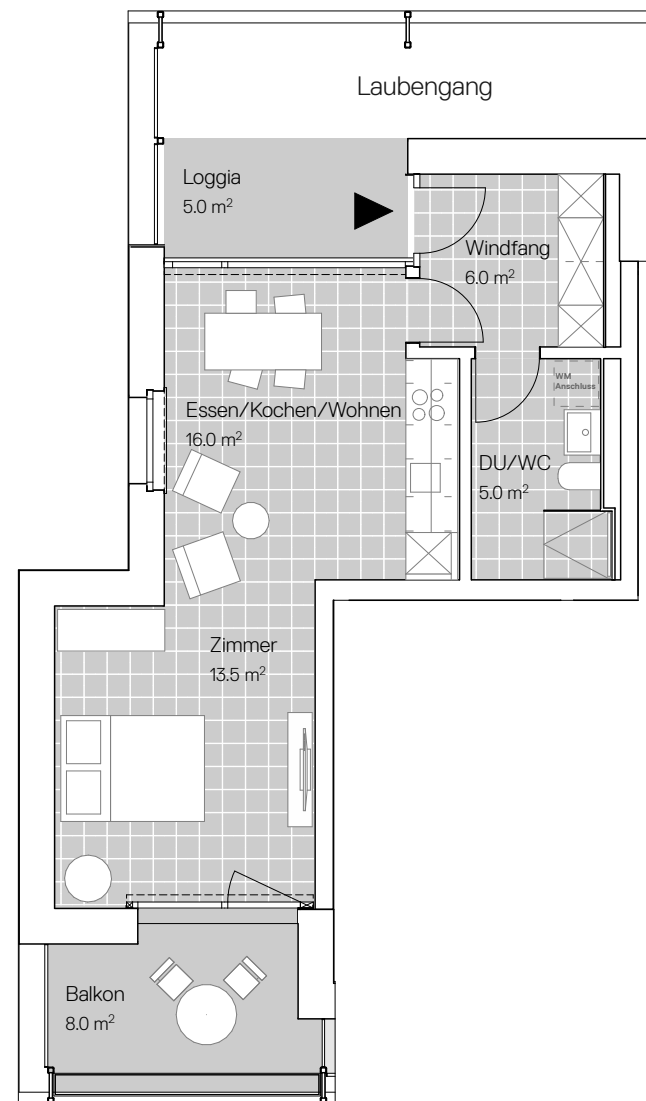 Laubengang
Loggia
5.0 m²
Windfang
6.0 m²
WM
Anschluss
Essen/Kochen/Wohnen
16.0 m²
DU/WC
5.0 m²
Zimmer
13.5 m²
Balkon
8.0 m²